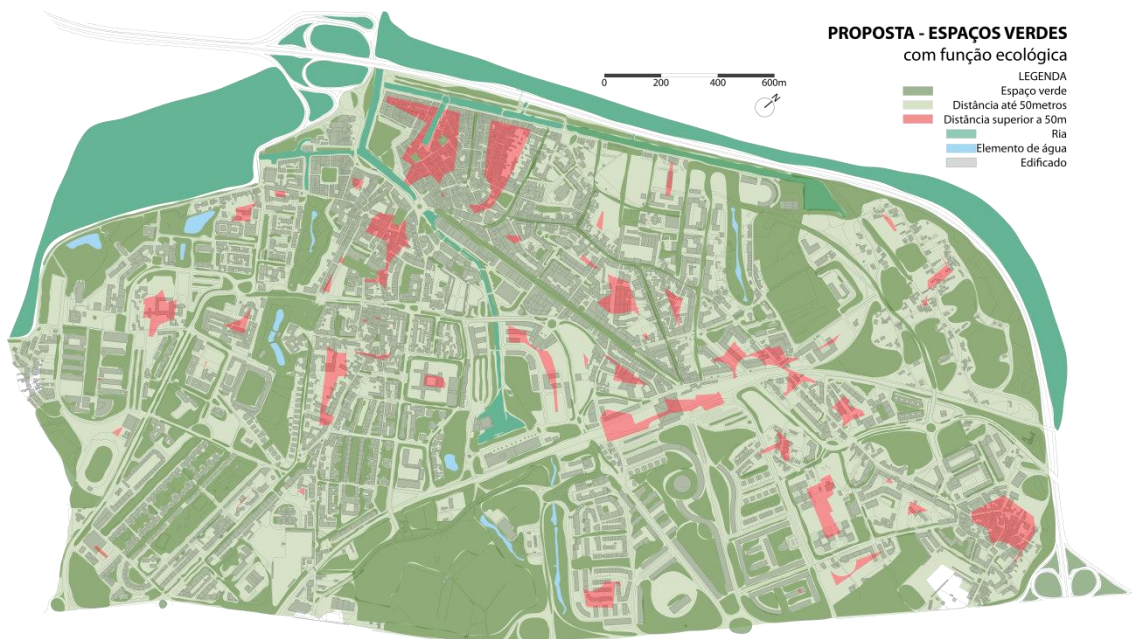 PROPOSTA - ESPAÇOS VERDES
com função ecológica
0 200 400 600m
N
LEGENDA
Espaço verde
Distância até 50metros
Distância superior a 50m
Ria
Elemento de água
Edificado